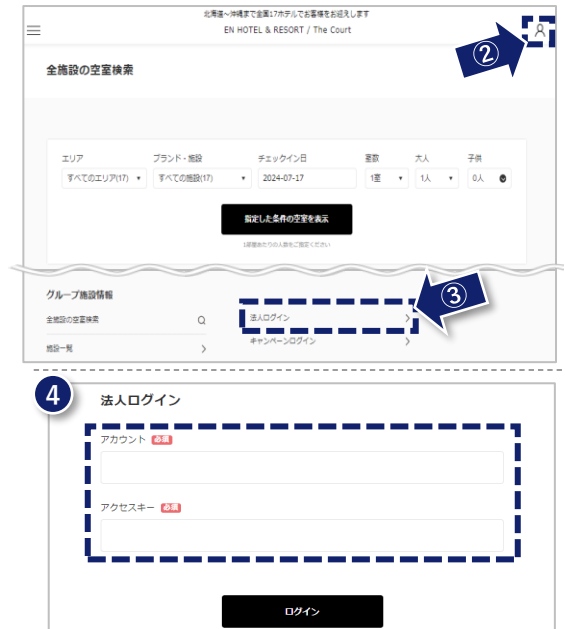 北海道～沖縄まで全国17ホテルでお客様をお迎えします
EN HOTEL & RESORT / The Court
②
全施設の空室検索
エリア ブランド・施設 チェックイン日 室数 大人 子供
すべてのエリア(17) すべての施設(17) 2024-07-17 1室 1人 0人
指定した条件の空室を表示
1部屋あたりの人数をご指定ください
グループ施設情報
③
全施設の空室検索
法人ログイン
施設一覧
キャンペーンログイン
4
法人ログイン
アカウント 必須
アクセスキー 必須
ログイン